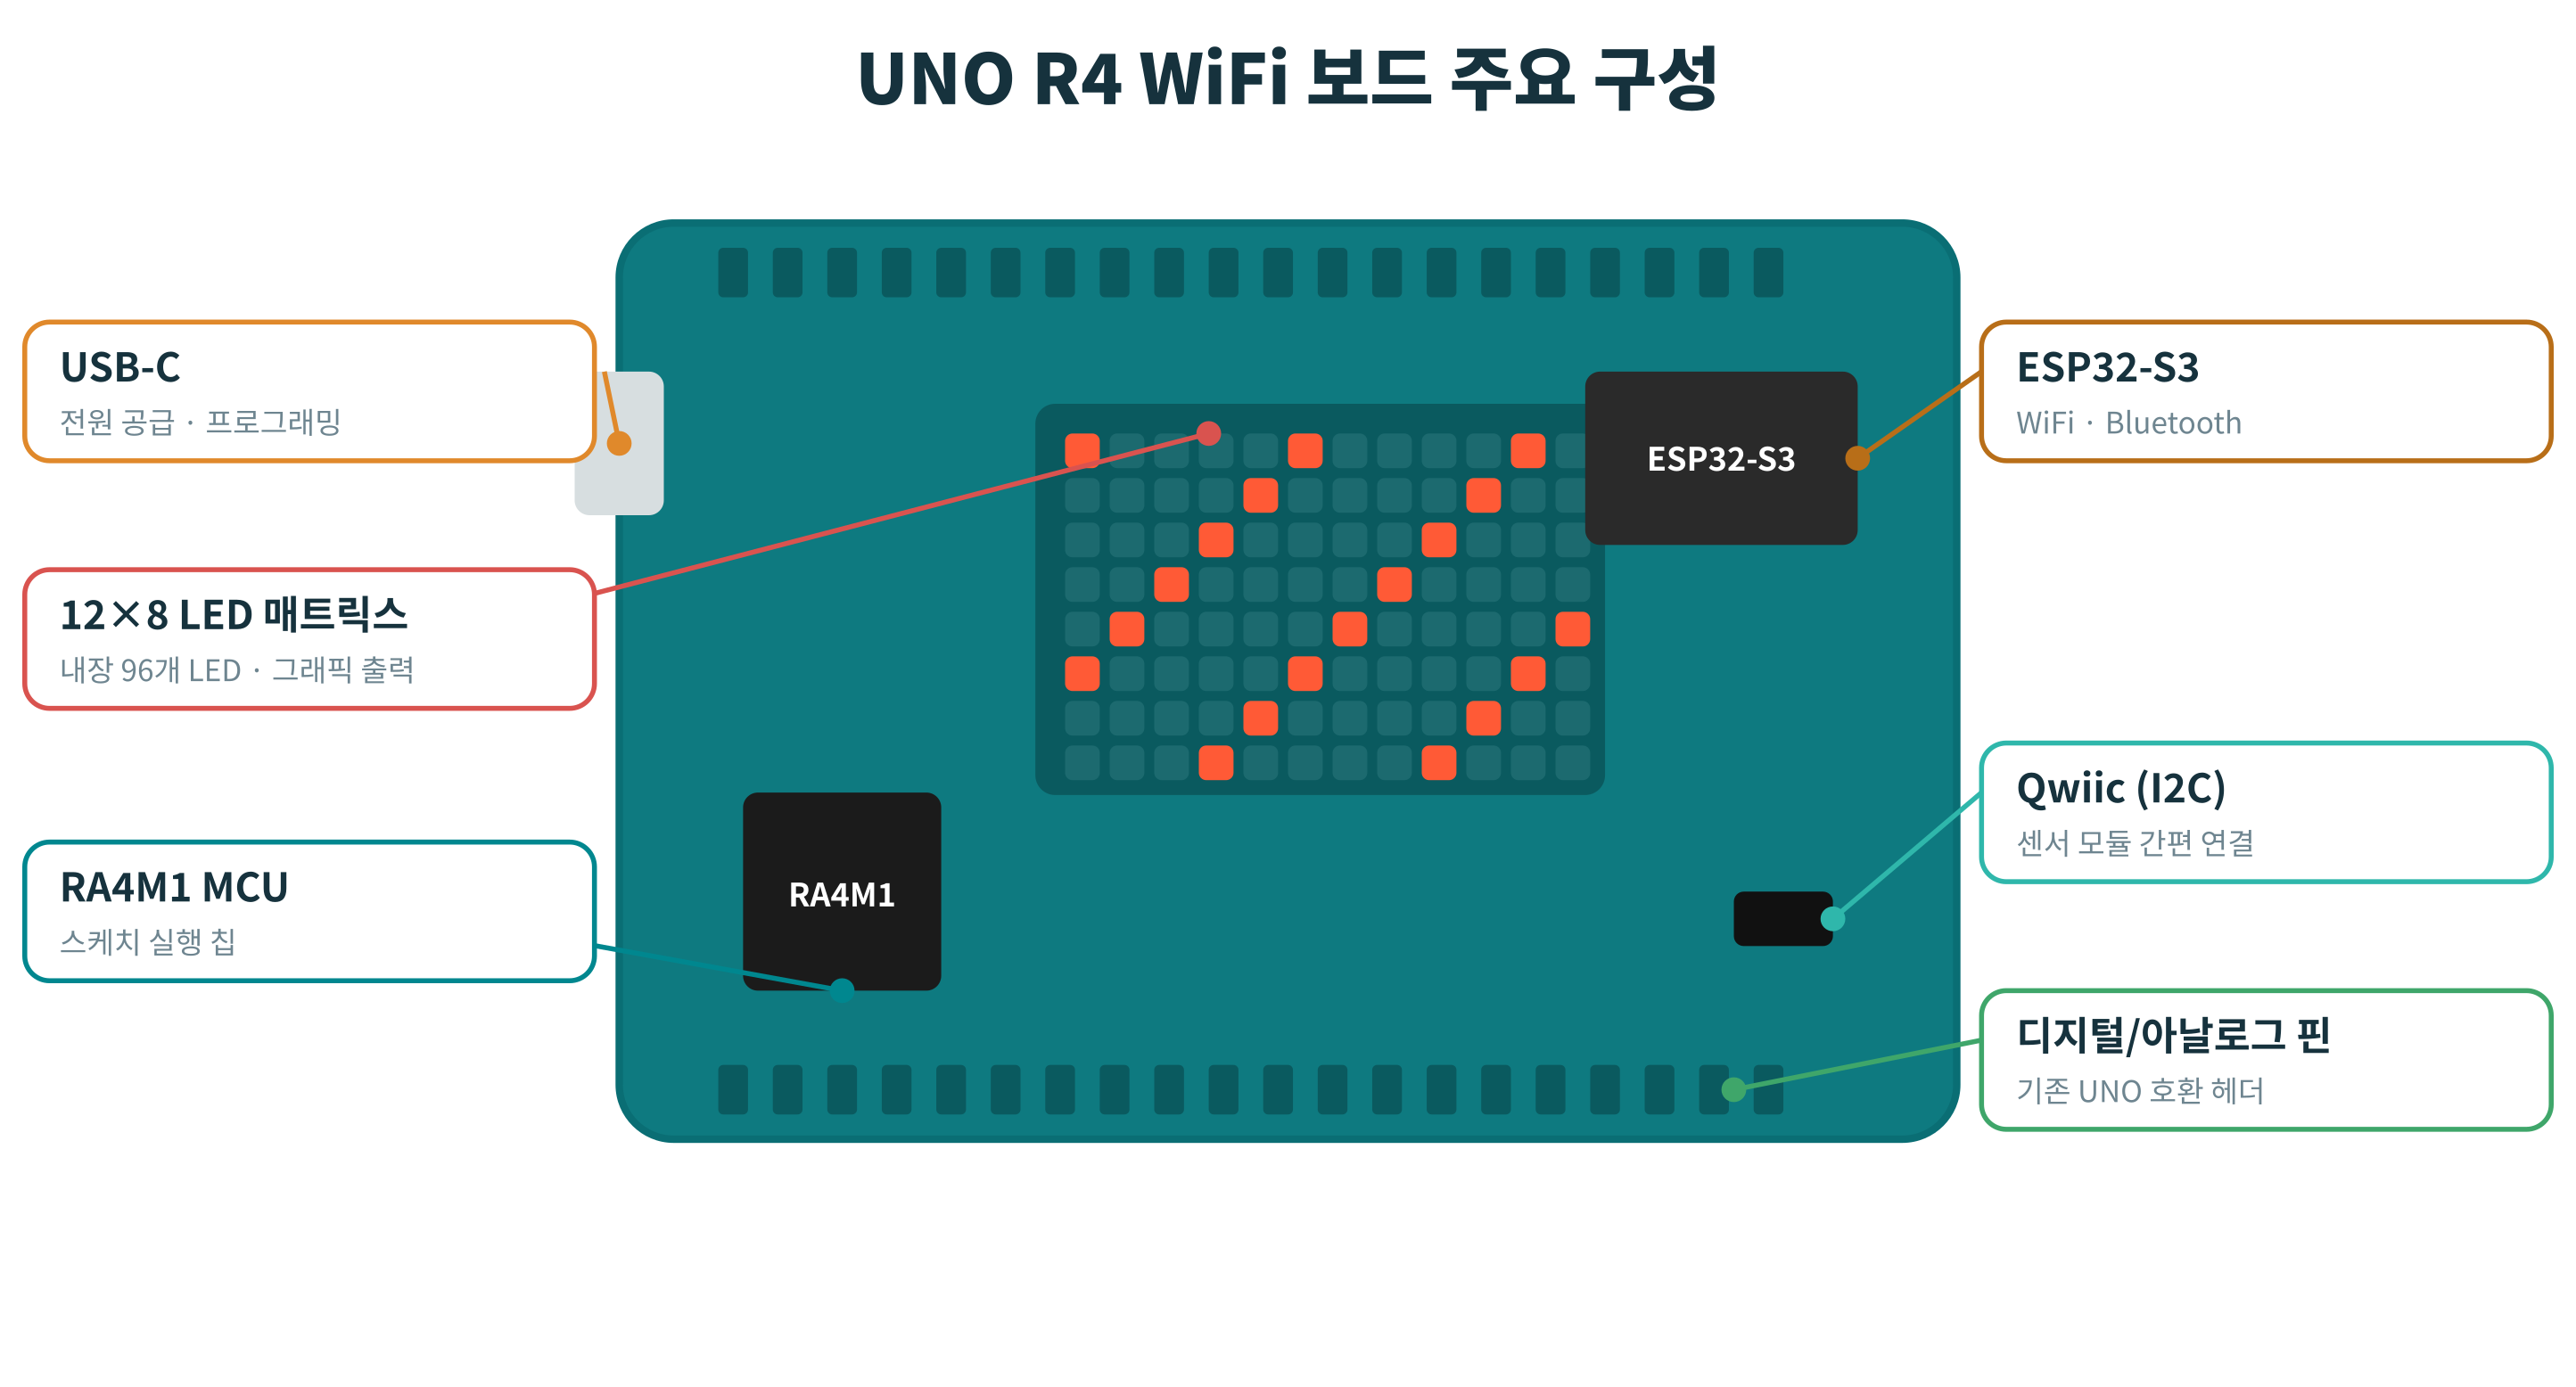 UNO R4 WiFi 보드 주요 구성
USB-C
전원 공급 · 프로그래밍
12×8 LED 매트릭스
내장 96개 LED · 그래픽 출력
RA4M1 MCU
스케치 실행 칩
ESP32-S3
RA4M1
ESP32-S3
WiFi · Bluetooth
Qwiic (I2C)
센서 모듈 간편 연결
디지털/아날로그 핀
기존 UNO 호환 헤더